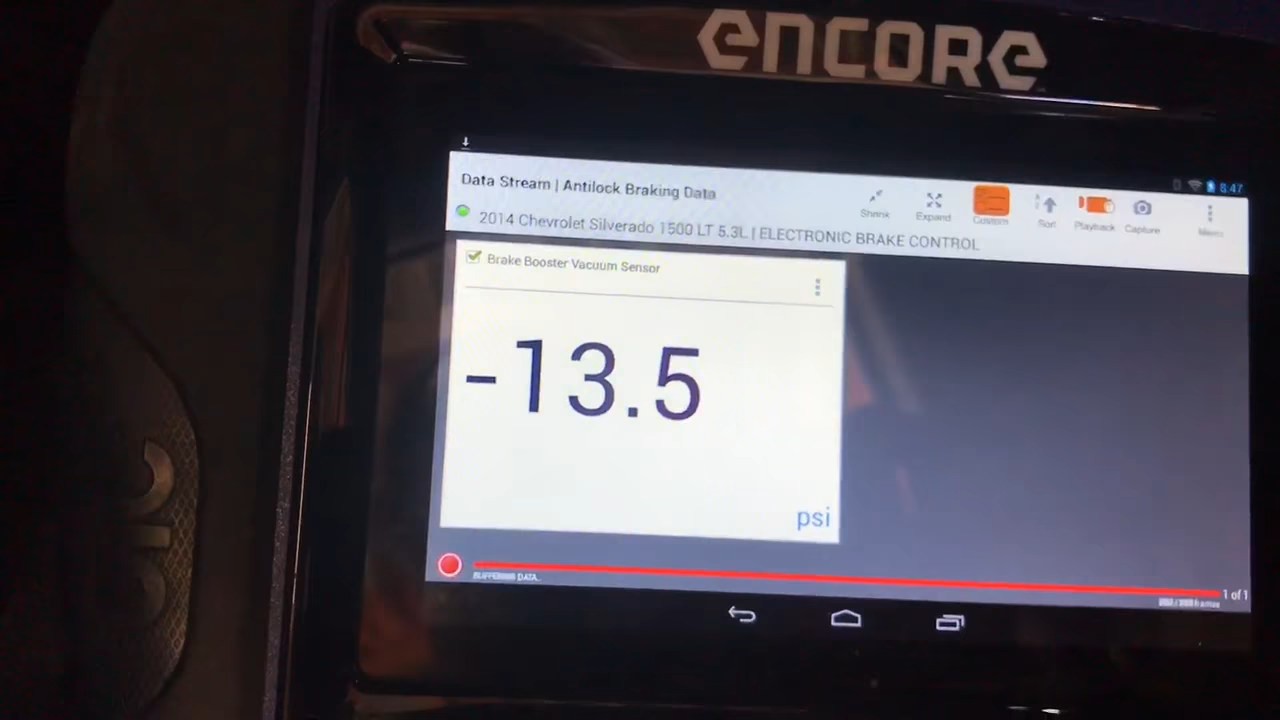 encore
Data Stream | Antilock Braking Data
8:47
2014 Chevrolet Silverado 1500 LT 5.3L | ELECTRONIC BRAKE CONTROL
Shrink
Expand
Custom
Sort
Playback
Capture
Menu
Brake Booster Vacuum Sensor
-13.5
psi
BUFFERING DATA..
1 of 1
frames